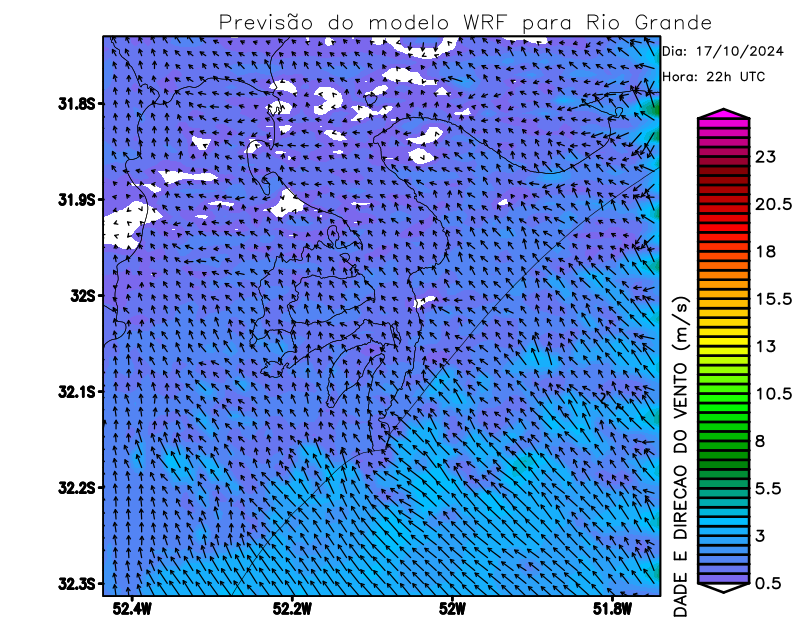 Previsão do modelo WRF para Rio Grande
Dia: 17/10/2024
Hora: 22h UTC
31.8S
31.9S
32S
32.1S
32.2S
32.3S
52.4W
52.2W
52W
51.8W
DADE E DIRECAO DO VENTO (m/s)
23
20.5
18
15.5
13
10.5
8
5.5
3
0.5